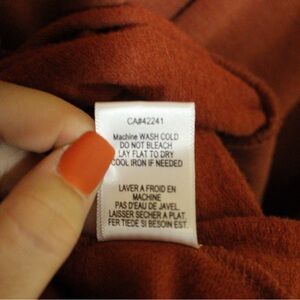 CA#42241
Machine WASH COLD
DO NOT BLEACH
LAY FLAT TO DRY
COOL IRON IF NEEDED
LAVER A FROID EN
MACHINE
PAS D'EAU DE JAVEL.
LAISSER SECHER A PLAT.
FER TIEDE SI BESOIN EST.